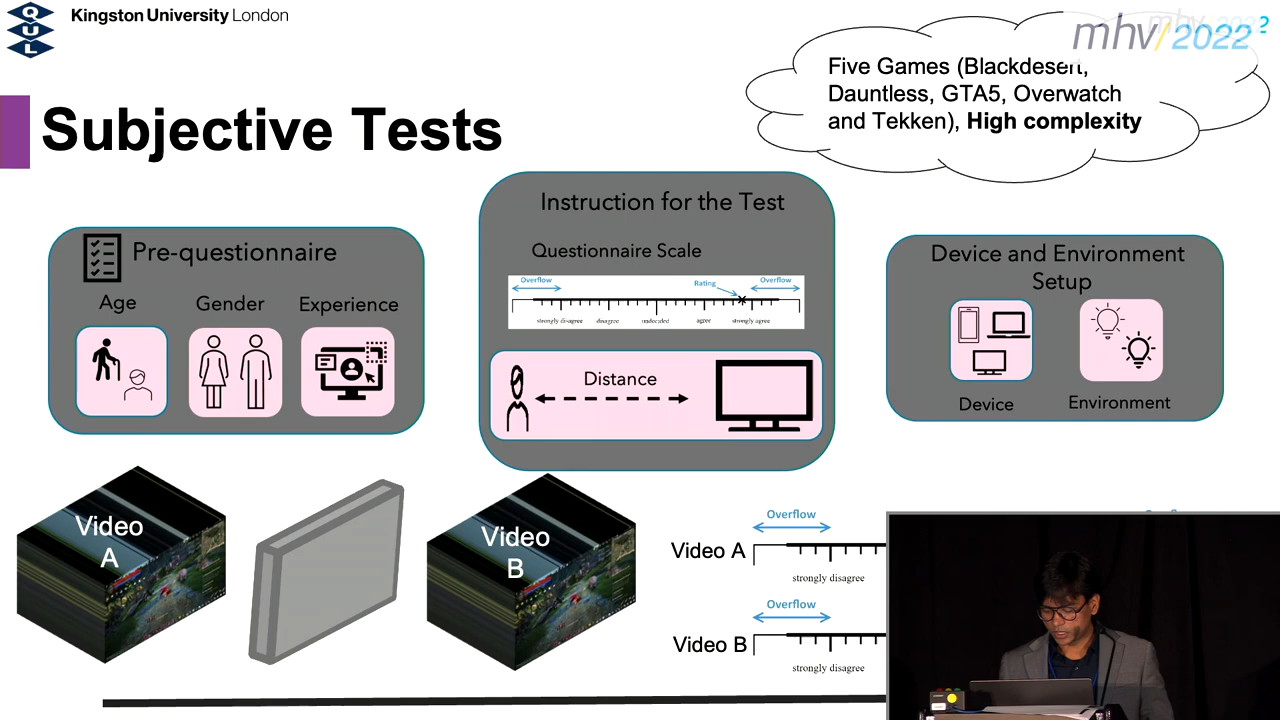 QUL
Kingston University London
mhv/2022
Five Games (Blackdesert,
Dauntless, GTA5, Overwatch
and Tekken), High complexity
Subjective Tests
Pre-questionnaire
Age
Gender
Experience
Instruction for the Test
Questionnaire Scale
Overflow
Rating
Overflow
strongly disagree
disagree
undecided
agree
strongly agree
Distance
Device and Environment
Setup
Device
Environment
Video
A
Video
B
Overflow
Video A
strongly disagree
Overflow
Video B
strongly disagree